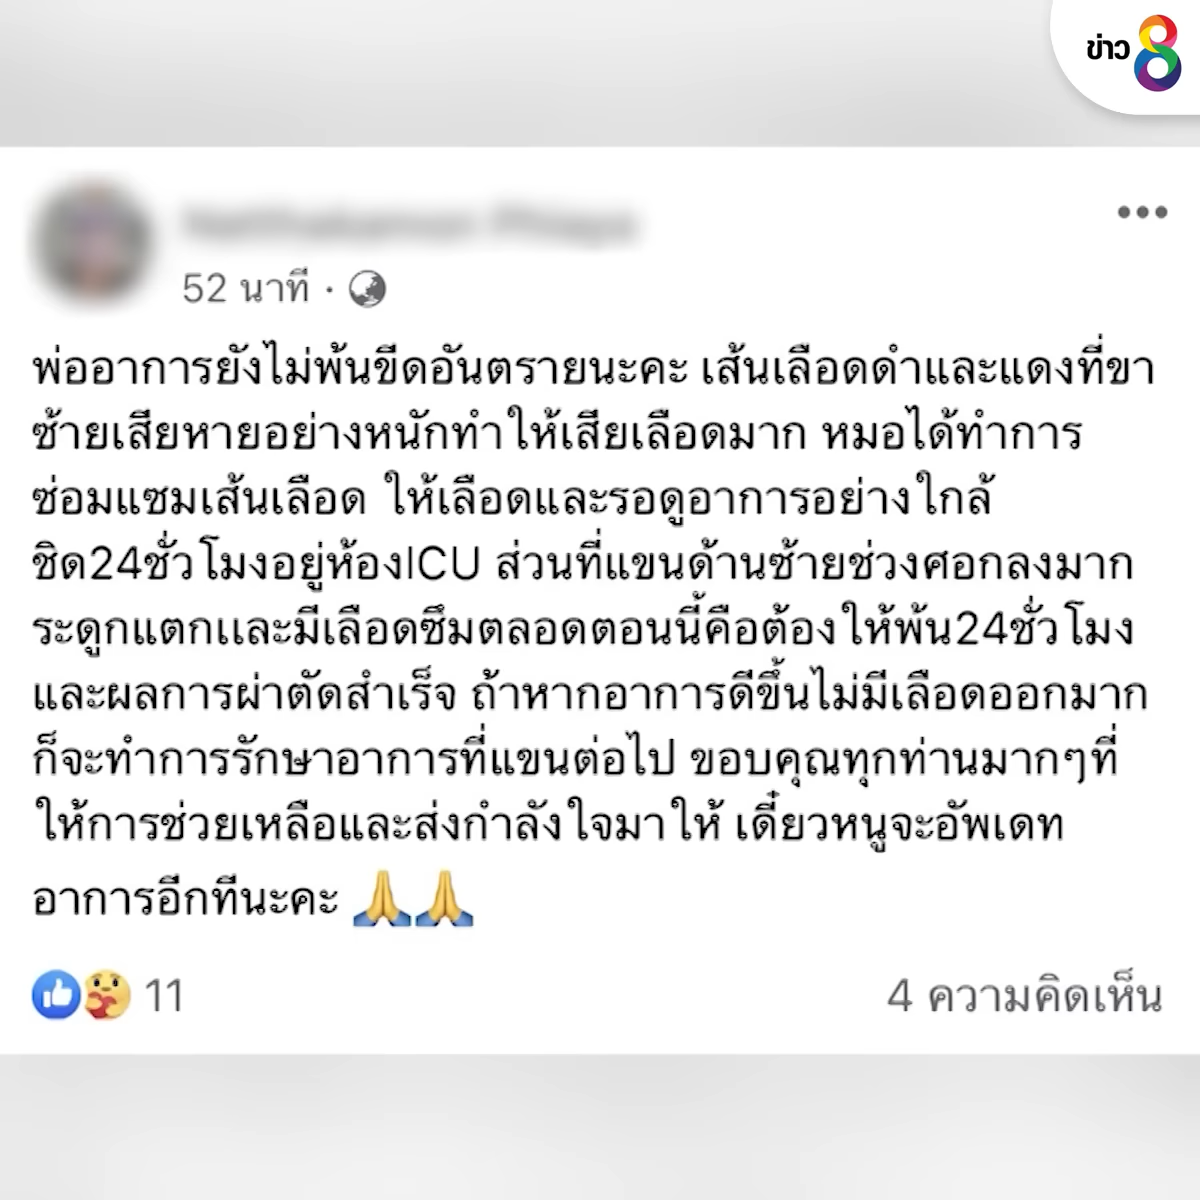 ข่าว 8
52 นาที ·
พ่ออาการยังไม่พ้นขีดอันตรายนะคะ เส้นเลือดดำและแดงที่ขา
ซ้ายเสียหายอย่างหนักทำให้เสียเลือดมาก หมอได้ทำการ
ซ่อมแซมเส้นเลือด ให้เลือดและรอดูอาการอย่างใกล้
ชิด24ชั่วโมงอยู่ห้องICU ส่วนที่แขนด้านซ้ายช่วงศอกลงมาก
ระดูกแตกและมีเลือดซึมตลอดตอนนี้คือต้องให้พ้น24ชั่วโมง
และผลการผ่าตัดสำเร็จ ถ้าหากอาการดีขึ้นไม่มีเลือดออกมาก
ก็จะทำการรักษาอาการที่แขนต่อไป ขอบคุณทุกท่านมากๆที่
ให้การช่วยเหลือและส่งกำลังใจมาให้ เดี๋ยวหนูจะอัพเดท
อาการอีกทีนะคะ 🙏🙏
11
4 ความคิดเห็น